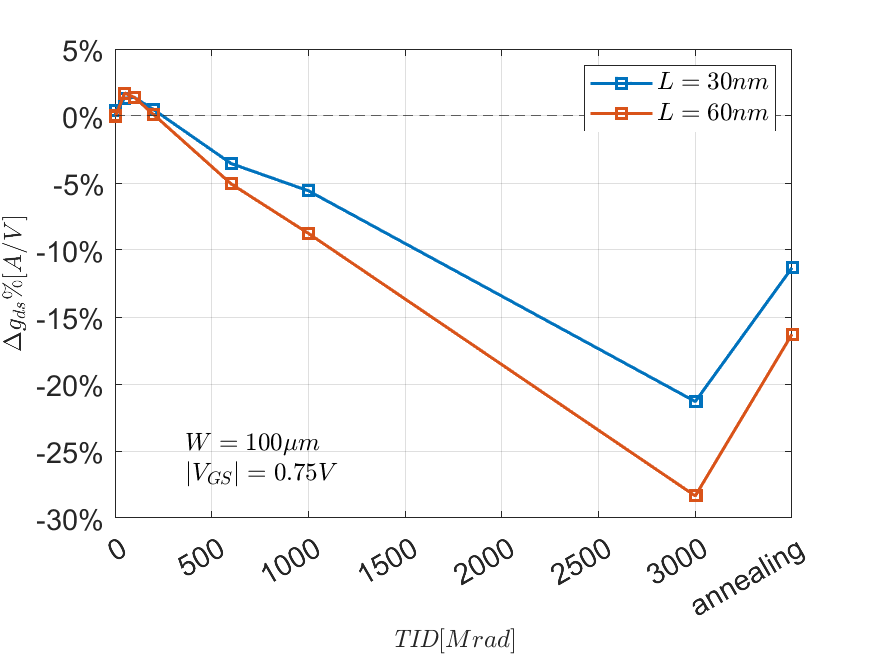 5%
0%
-5%
-10%
-15%
-20%
-25%
-30%
Δg_ds%[A/V]
L = 30nm
L = 60nm
W = 100μm
|V_GS| = 0.75V
0 500 1000 1500 2000 2500 3000 annealing
TID[Mrad]